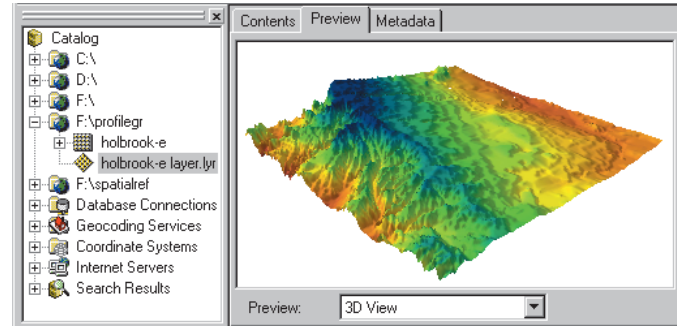 Catalog
C:\
D:\
F:\
F:\profilegr
holbrook-e
holbrook-e layer.lyr
F:\spatialref
Database Connections
Geocoding Services
Coordinate Systems
Internet Servers
Search Results
Contents Preview Metadata
Preview: 3D View